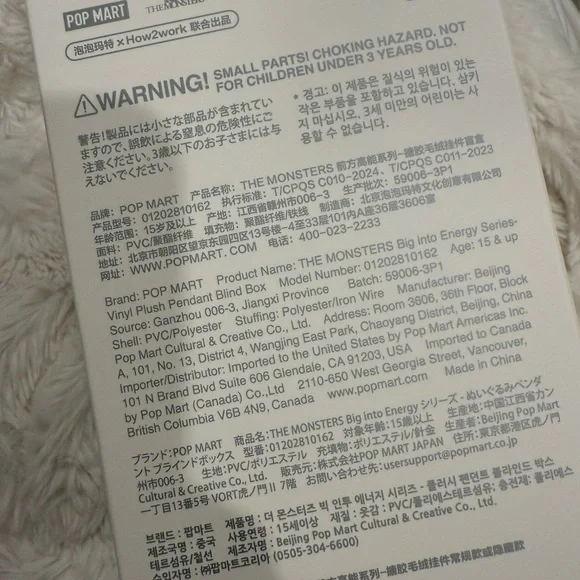 POP MART
THE MONSTERS
泡泡玛特 × How2work 联合出品
WARNING! SMALL PARTS! CHOKING HAZARD. NOT
FOR CHILDREN UNDER 3 YEARS OLD.
警告!製品には小さな部品が含まれてい
ますので、誤飲による窒息の危険性にご
注意ください。3歳以下のお子さまには与
えないでください。
* 경고: 이 제품은 질식의 위험이 있는
작은 부품을 포함하고 있습니다. 삼키
지 마십시오. 3세 미만의 어린이는 사
용할 수 없습니다.
品牌: POP MART 产品名称: THE MONSTERS 前方高能系列-搪胶毛绒挂件盲盒
产品型号: 01202810162 执行标准: T/CPQS C010-2024、T/CPQS C011-2023
年龄范围: 15岁及以上 产地: 江西省赣州市006-3 生产批次: 59006-3P1
面料: PVC/聚酯纤维 填充物: 聚酯纤维/铁线 制造商: 北京泡泡玛特文化创意有限公司
地址: 北京市朝阳区望京东园四区13号楼-4至33层101内A座36层3606室
网址: WWW.POPMART.COM 电话: 400-023-2233
Brand: POP MART Product Name: THE MONSTERS Big into Energy Series-
Vinyl Plush Pendant Blind Box Model Number: 01202810162 Age: 15 & up
Source: Ganzhou 006-3, Jiangxi Province Batch: 59006-3P1
Shell: PVC/Polyester Stuffing: Polyester/Iron Wire Manufacturer: Beijing
Pop Mart Cultural & Creative Co., Ltd. Address: Room 3606, 36th Floor, Block
A, 101, No. 13, District 4, Wangjing East Park, Chaoyang District, Beijing, China
Importer/Distributor: Imported to the United States by Pop Mart Americas Inc.
101 N Brand Blvd Suite 606 Glendale, CA 91203, USA Imported to Canada
by Pop Mart (Canada) Co.,Ltd 2110-650 West Georgia Street, Vancouver,
British Columbia V6B 4N9, Canada www.popmart.com Made in China
ブランド: POP MART 商品名: THE MONSTERS Big into Energy シリーズ - ぬいぐるみペンダ
ント ブラインドボックス 型番: 01202810162 対象年齢: 15歳以上 生産地: 中国江西省カン
州市006-3 生地: PVC/ポリエステル 充填物: ポリエステル/針金 生産者: Beijing Pop Mart
Cultural & Creative Co., Ltd. 販売元: 株式会社POP MART JAPAN 住所: 東京都港区虎ノ門
一丁目13番5号 VORT虎ノ門II 7階 お問い合わせ先: usersupport@popmart.co.jp
브랜드 : 팝마트 제품명 : 더 몬스터즈 빅 인투 에너지 시리즈 - 플러시 펜던트 블라인드 박스
제조국명 : 중국 사용연령 : 15세이상 재질 : 옷감 : PVC/폴리에스테르섬유; 충전제: 폴리에스
테르섬유/철선 제조자명 : Beijing Pop Mart Cultural & Creative Co., Ltd.
수입자명 : ㈜팝마트코리아 (0505-304-6600)
前方高能系列-搪胶毛绒挂件常规款或隐藏款